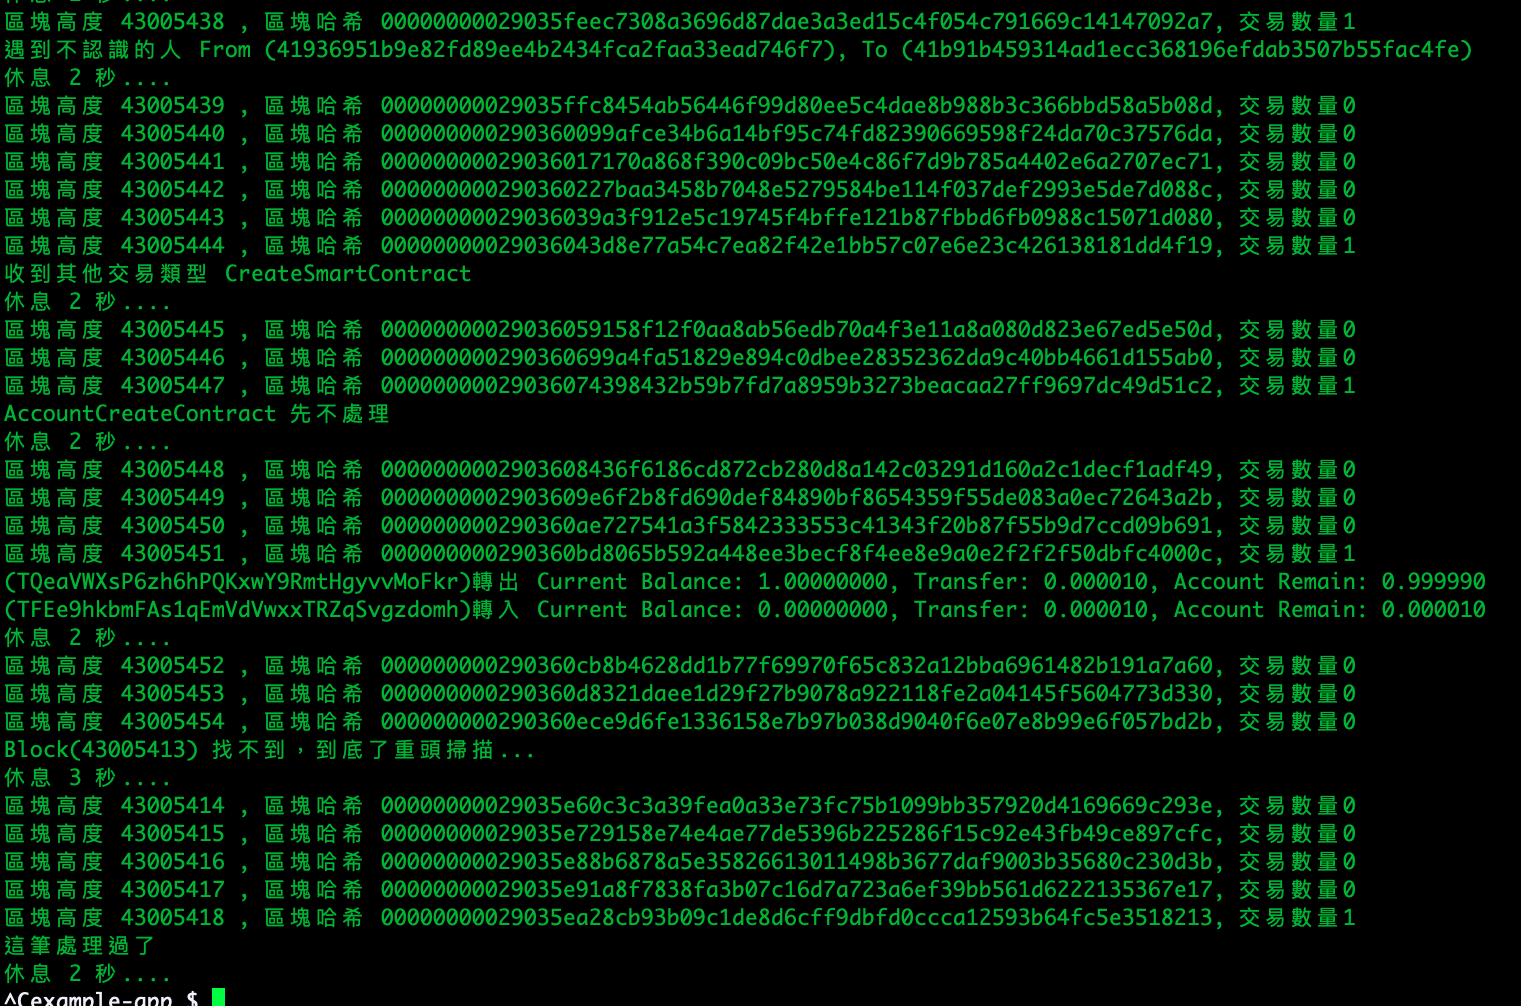 區塊高度 43005438 , 區塊哈希 00000000029035feec7308a3696d87dae3a3ed15c4f054c791669c14147092a7, 交易數量1
遇到不認識的人 From (41936951b9e82fd89ee4b2434fca2faa33ead746f7), To (41b91b459314ad1ecc368196efdab3507b55fac4fe)
休息 2 秒....
區塊高度 43005439 , 區塊哈希 00000000029035ffc8454ab56446f99d80ee5c4dae8b988b3c366bbd58a5b08d, 交易數量0
區塊高度 43005440 , 區塊哈希 000000000290360099afce34b6a14bf95c74fd82390669598f24da70c37576da, 交易數量0
區塊高度 43005441 , 區塊哈希 0000000002903601717​0a868f390c09bc50e4c86f7d9b785a4402e6a2707ec71, 交易數量0
區塊高度 43005442 , 區塊哈希 000000000290360227baa3458b7048e5279584be114f037def2993e5de7d088c, 交易數量0
區塊高度 43005443 , 區塊哈希 00000000029036039a3f912e5c19745f4bffe121b87fbbd6fb0988c15071d080, 交易數量0
區塊高度 43005444 , 區塊哈希 00000000029036043d8e77a54c7ea82f42e1bb57c07e6e23c426138181dd4f19, 交易數量1
收到其他交易類型 CreateSmartContract
休息 2 秒....
區塊高度 43005445 , 區塊哈希 00000000029036059158f12f0aa8ab56edb70a4f3e11a8a080d823e67ed5e50d, 交易數量0
區塊高度 43005446 , 區塊哈希 0000000002903606​99a4fa51829e894c0dbee28352362da9c40bb4661d155ab0, 交易數量0
區塊高度 43005447 , 區塊哈希 000000000290360​74398432b59b7fd7a8959b3273beacaa27ff9697dc49d51c2, 交易數量1
AccountCreateContract 先不處理
休息 2 秒....
區塊高度 43005448 , 區塊哈希 0000000002903608436f6186cd872cb280d8a142c03291d160a2c1decf1adf49, 交易數量0
區塊高度 43005449 , 區塊哈希 0000000002903609e6f2b8fd690def84890bf8654359f55de083a0ec72643a2b, 交易數量0
區塊高度 43005450 , 區塊哈希 000000000290360ae727541a3f5842333553c41343f20b87f55b9d7ccd09b691, 交易數量0
區塊高度 43005451 , 區塊哈希 000000000290360bd8065b592a448ee3becf8f4ee8e9a0e2f2f2f50dbfc4000c, 交易數量1
(TQeaVWXsP6zh6hPQKxwY9RmtHgyvvMoFkr)轉出 Current Balance: 1.00000000, Transfer: 0.000010, Account Remain: 0.999990
(TFEe9hkbmFAs1qEmVdVwxxTRZqSvgzdomh)轉入 Current Balance: 0.00000000, Transfer: 0.000010, Account Remain: 0.000010
休息 2 秒....
區塊高度 43005452 , 區塊哈希 000000000290360cb8b4628dd1b77f69970f65c832a12bba6961482b191a7a60, 交易數量0
區塊高度 43005453 , 區塊哈希 000000000290360d8321daee1d29f27b9078a922118fe2a04145f5604773d330, 交易數量0
區塊高度 43005454 , 區塊哈希 000000000290360ece9d6fe1336158e7b97b038d9040f6e07e8b99e6f057bd2b, 交易數量0
Block(43005413) 找不到，到底了重頭掃描...
休息 3 秒....
區塊高度 43005414 , 區塊哈希 00000000029035e60c3c3a39fea0a33e73fc75b1099bb357920d4169669c293e, 交易數量0
區塊高度 43005415 , 區塊哈希 00000000029035e729158e74e4ae77de5396b225286f15c92e43fb49ce897cfc, 交易數量0
區塊高度 43005416 , 區塊哈希 00000000029035e88b6878a5e35826613011498b3677daf9003b35680c230d3b, 交易數量0
區塊高度 43005417 , 區塊哈希 00000000029035e91a8f7838fa3b07c16d7a723a6ef39bb561d6222135367e17, 交易數量0
區塊高度 43005418 , 區塊哈希 00000000029035ea28cb93b09c1de8d6cff9dbfd0ccca12593b64fc5e3518213, 交易數量1
這筆處理過了
休息 2 秒....
^Cexample-app $